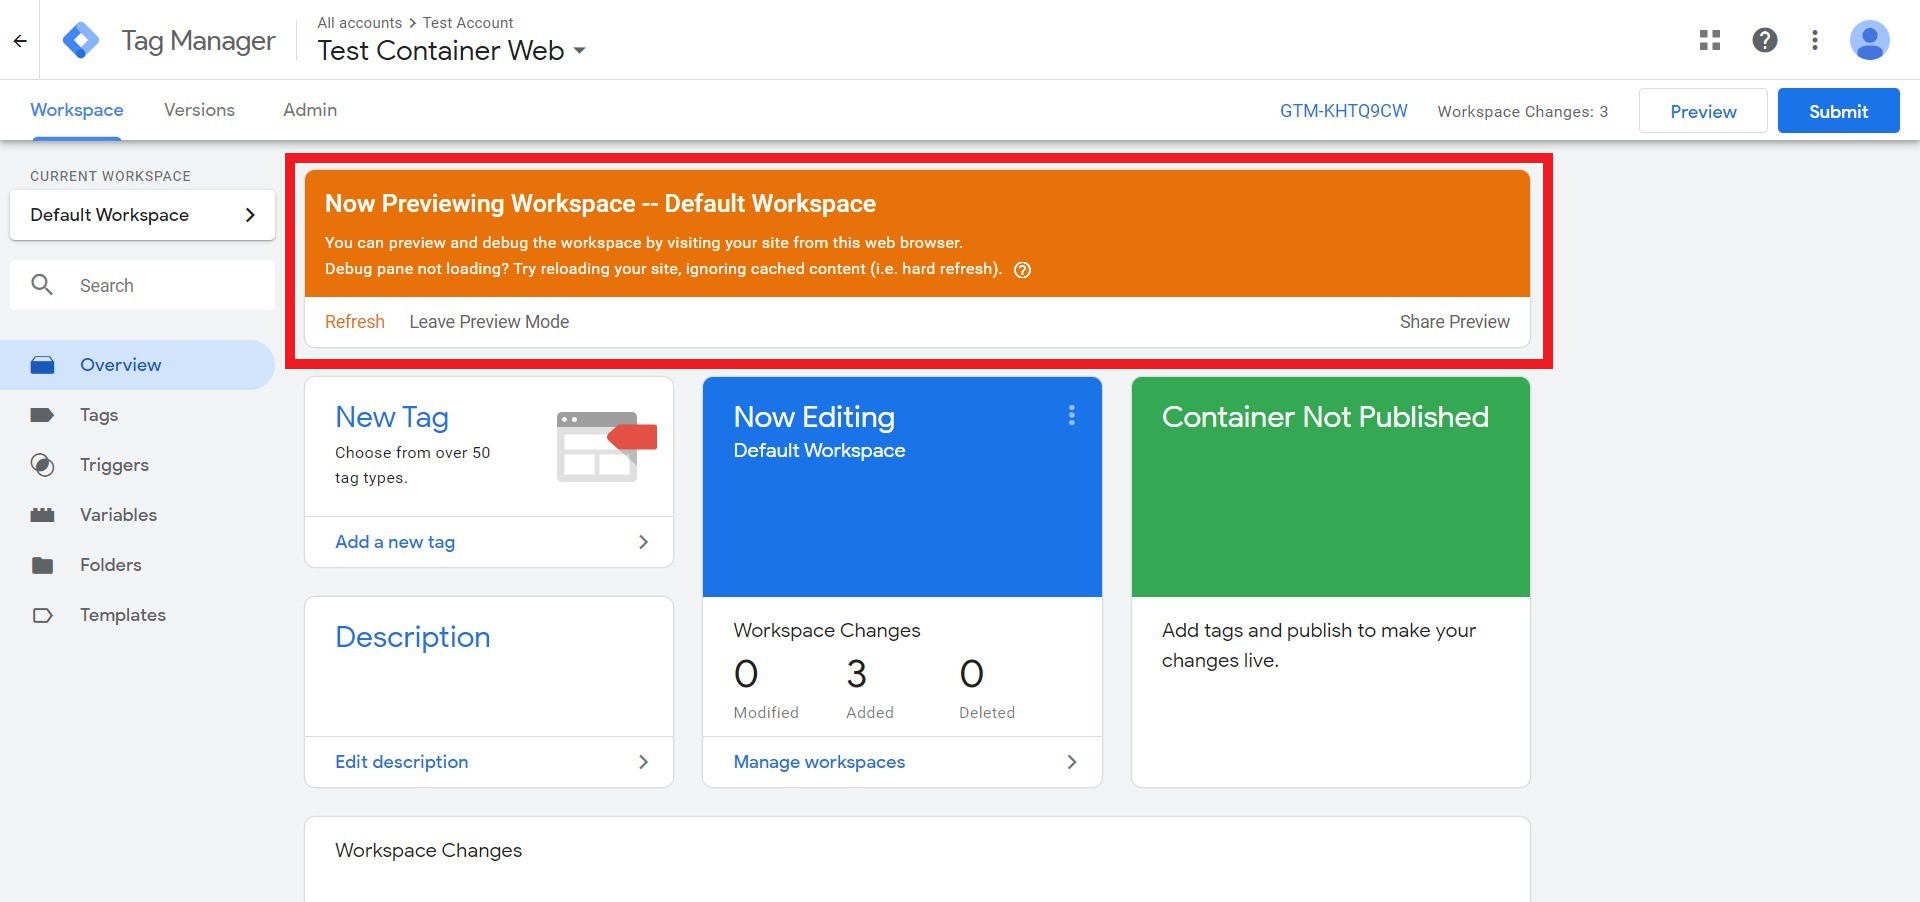 Tag Manager
All accounts > Test Account
Test Container Web
Workspace
Versions
Admin
GTM-KHTQ9CW
Workspace Changes: 3
Preview
Submit
CURRENT WORKSPACE
Default Workspace
Search
Overview
Tags
Triggers
Variables
Folders
Templates
Now Previewing Workspace -- Default Workspace
You can preview and debug the workspace by visiting your site from this web browser.
Debug pane not loading? Try reloading your site, ignoring cached content (i.e. hard refresh).
Refresh
Leave Preview Mode
Share Preview
New Tag
Choose from over 50
tag types.
Add a new tag
Description
Edit description
Now Editing
Default Workspace
Workspace Changes
0 3 0
Modified Added Deleted
Manage workspaces
Container Not Published
Add tags and publish to make your
changes live.
Workspace Changes